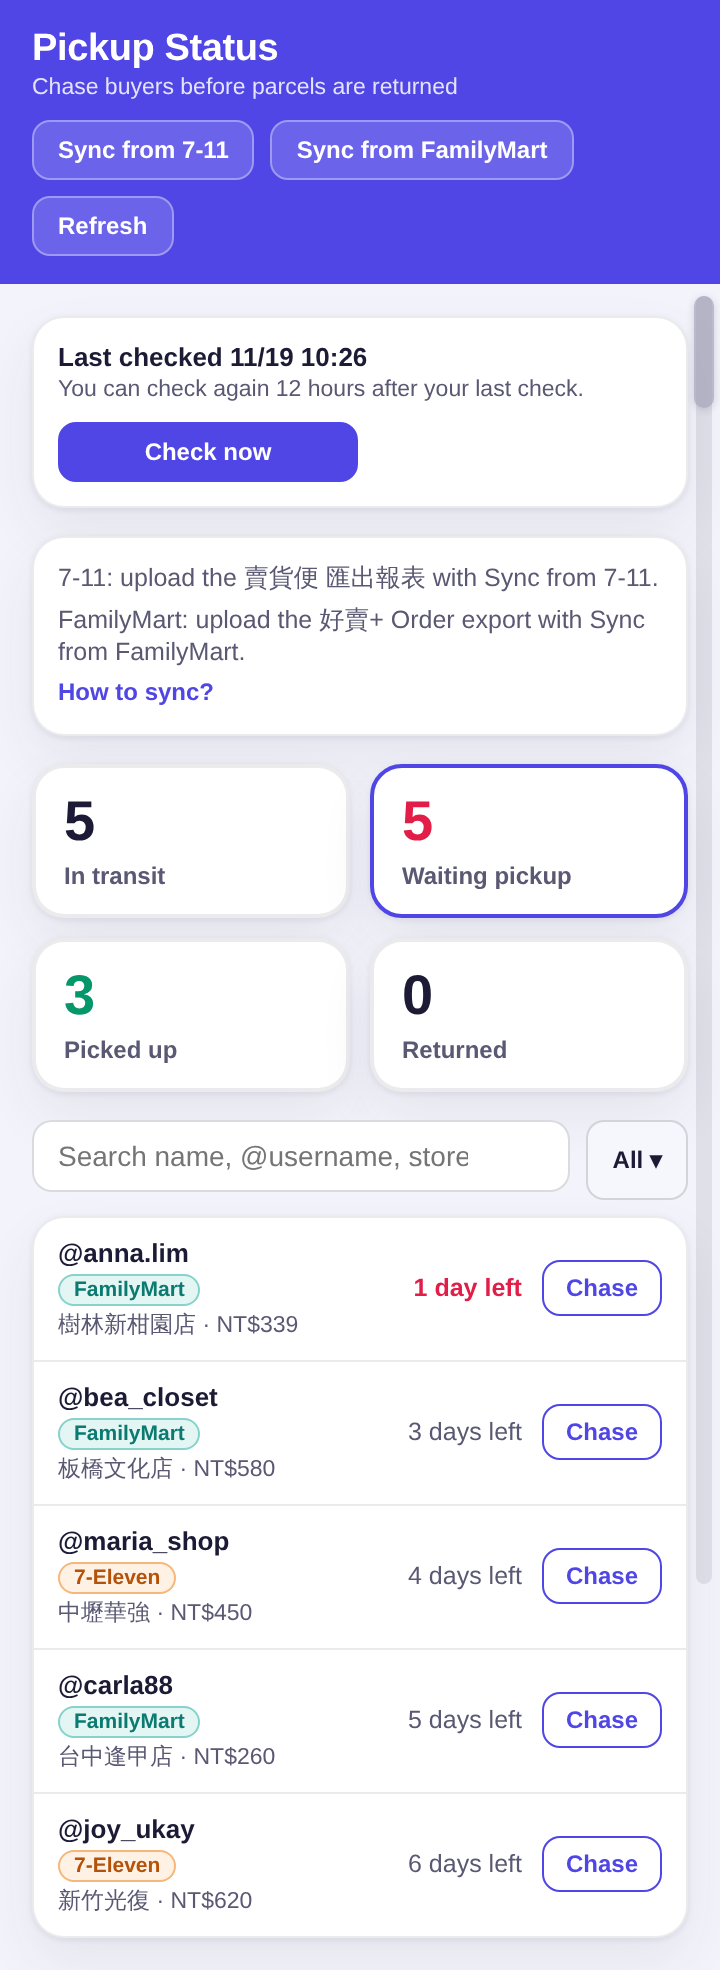 Pickup Status
Chase buyers before parcels are returned
Sync from 7-11
Sync from FamilyMart
Refresh
Last checked 11/19 10:26
You can check again 12 hours after your last check.
Check now
7-11: upload the 賣貨便 匯出報表 with Sync from 7-11.
FamilyMart: upload the 好賣+ Order export with Sync
from FamilyMart.
How to sync?
5
In transit
5
Waiting pickup
3
Picked up
0
Returned
Search name, @username, store
All ▾
@anna.lim
FamilyMart
樹林新柑園店 · NT$339
1 day left
Chase
@bea_closet
FamilyMart
板橋文化店 · NT$580
3 days left
Chase
@maria_shop
7-Eleven
中壢華強 · NT$450
4 days left
Chase
@carla88
FamilyMart
台中逢甲店 · NT$260
5 days left
Chase
@joy_ukay
7-Eleven
新竹光復 · NT$620
6 days left
Chase